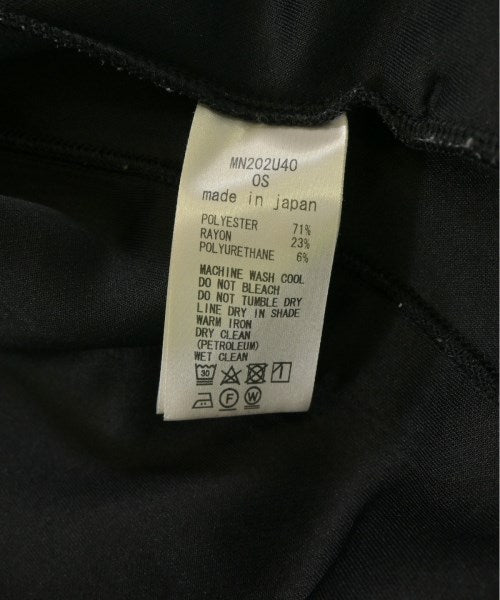 MN202U40
OS
made in japan
POLYESTER 71%
RAYON 23%
POLYURETHANE 6%
MACHINE WASH COOL
DO NOT BLEACH
DO NOT TUMBLE DRY
LINE DRY IN SHADE
WARM IRON
DRY CLEAN
(PETROLEUM)
WET CLEAN
30
F W